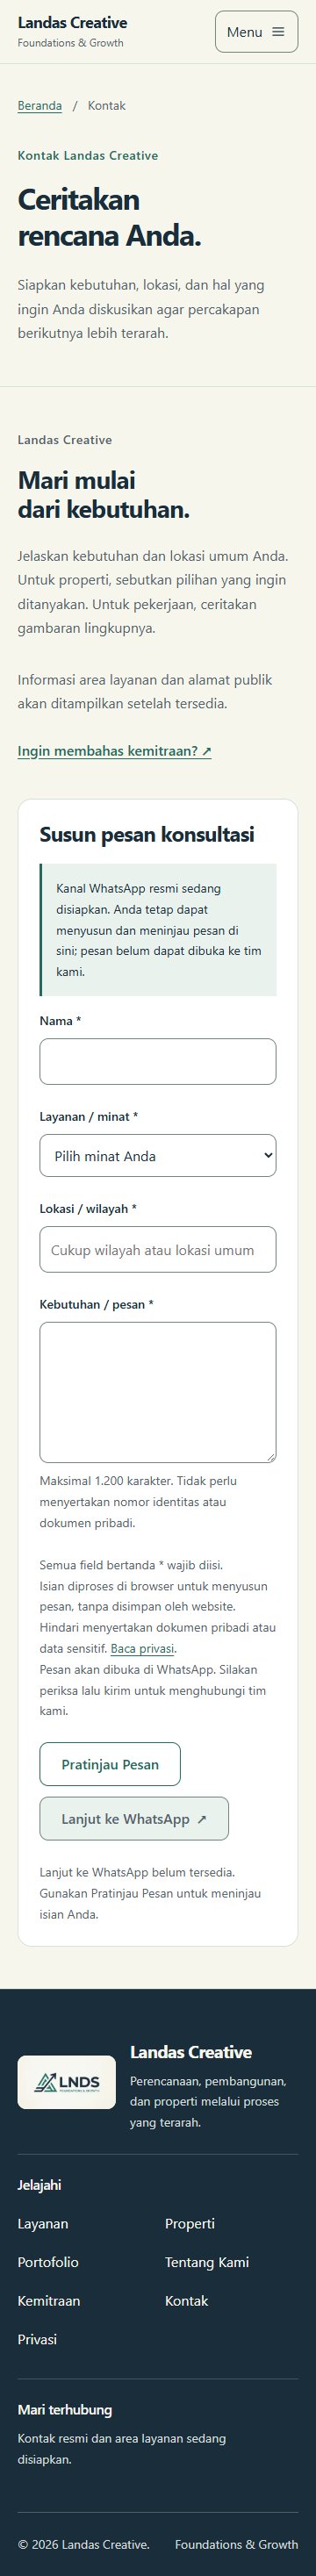 Landas Creative
Foundations & Growth
Menu
Beranda / Kontak
Kontak Landas Creative
Ceritakan
rencana Anda.
Siapkan kebutuhan, lokasi, dan hal yang
ingin Anda diskusikan agar percakapan
berikutnya lebih terarah.
Landas Creative
Mari mulai
dari kebutuhan.
Jelaskan kebutuhan dan lokasi umum Anda.
Untuk properti, sebutkan pilihan yang ingin
ditanyakan. Untuk pekerjaan, ceritakan
gambaran lingkupnya.
Informasi area layanan dan alamat publik
akan ditampilkan setelah tersedia.
Ingin membahas kemitraan? ↗
Susun pesan konsultasi
Kanal WhatsApp resmi sedang
disiapkan. Anda tetap dapat
menyusun dan meninjau pesan di
sini; pesan belum dapat dibuka ke tim
kami.
Nama *
Layanan / minat *
Pilih minat Anda
Lokasi / wilayah *
Cukup wilayah atau lokasi umum
Kebutuhan / pesan *
Maksimal 1.200 karakter. Tidak perlu
menyertakan nomor identitas atau
dokumen pribadi.
Semua field bertanda * wajib diisi.
Isian diproses di browser untuk menyusun
pesan, tanpa disimpan oleh website.
Hindari menyertakan dokumen pribadi atau
data sensitif. Baca privasi.
Pesan akan dibuka di WhatsApp. Silakan
periksa lalu kirim untuk menghubungi tim
kami.
Pratinjau Pesan
Lanjut ke WhatsApp ↗
Lanjut ke WhatsApp belum tersedia.
Gunakan Pratinjau Pesan untuk meninjau
isian Anda.
LNDS
Landas Creative
Perencanaan, pembangunan,
dan properti melalui proses
yang terarah.
Jelajahi
Layanan Properti
Portofolio Tentang Kami
Kemitraan Kontak
Privasi
Mari terhubung
Kontak resmi dan area layanan sedang
disiapkan.
© 2026 Landas Creative. Foundations & Growth